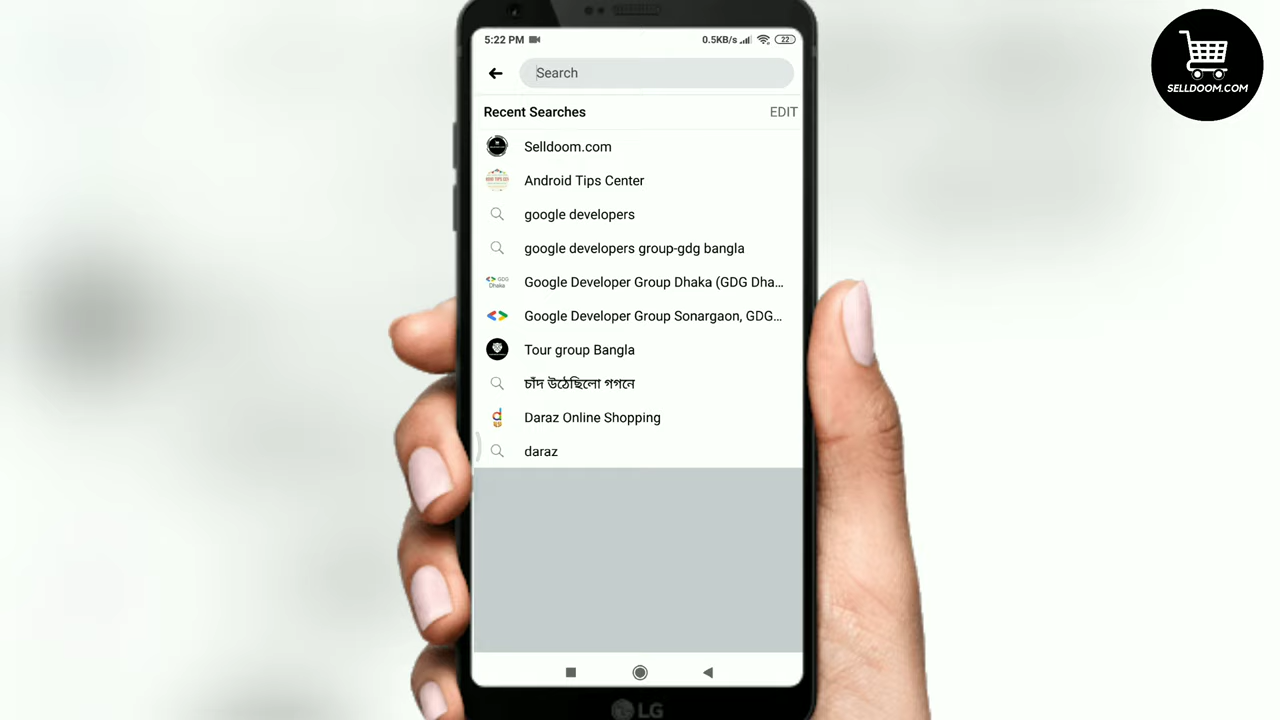 5:22 PM 0.5KB/s 22
Search
Recent Searches EDIT
Selldoom.com
Android Tips Center
google developers
google developers group-gdg bangla
Google Developer Group Dhaka (GDG Dha...
Google Developer Group Sonargaon, GDG...
Tour group Bangla
চাঁদ উঠেছিলো গগনে
Daraz Online Shopping
daraz
LG
SELLDOOM.COM